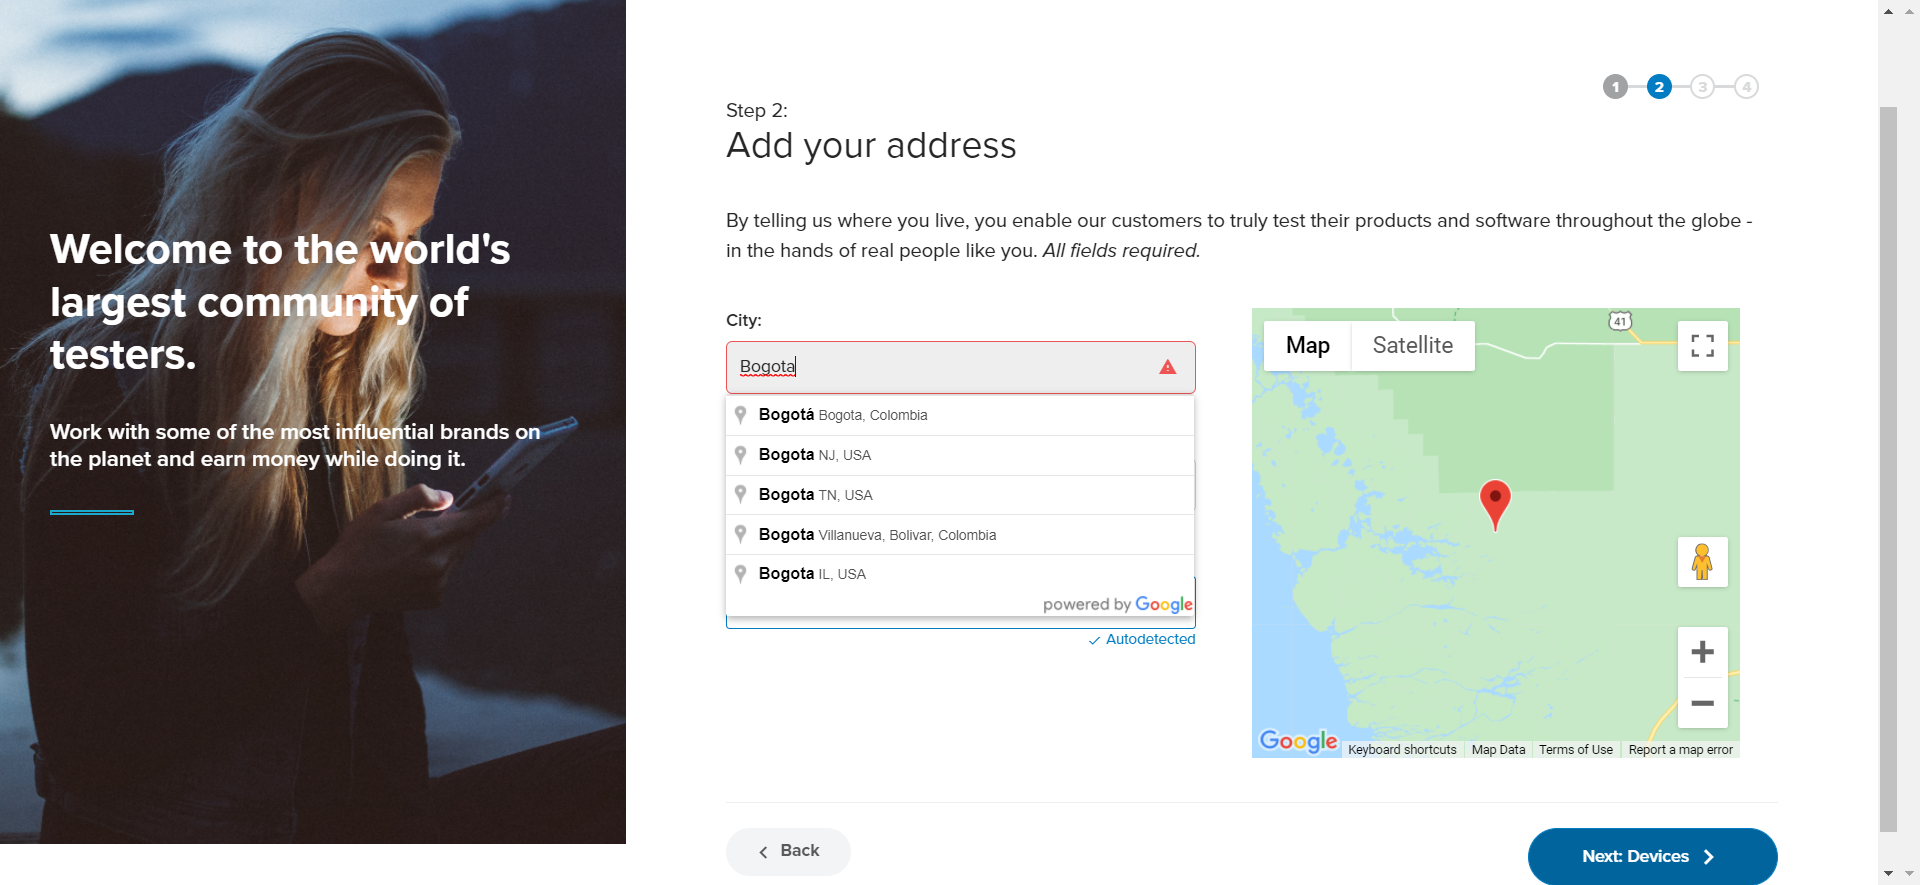 Welcome to the world's
largest community of
testers.
Work with some of the most influential brands on
the planet and earn money while doing it.
1 2 3 4
Step 2:
Add your address
By telling us where you live, you enable our customers to truly test their products and software throughout the globe -
in the hands of real people like you. All fields required.
City:
Bogota
Bogotá Bogota, Colombia
Bogota NJ, USA
Bogota TN, USA
Bogota Villanueva, Bolivar, Colombia
Bogota IL, USA
powered by Google
Autodetected
Map Satellite
41
Google
Keyboard shortcuts Map Data Terms of Use Report a map error
Back
Next: Devices